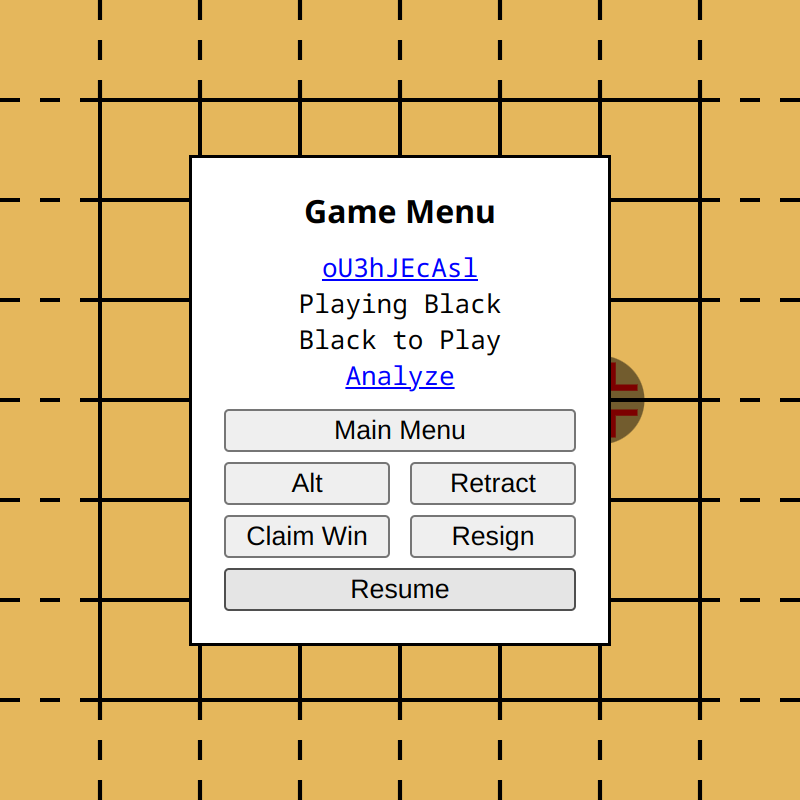 Game Menu
oU3hJEcAsl
Playing Black
Black to Play
Analyze
Main Menu
Alt
Retract
Claim Win
Resign
Resume